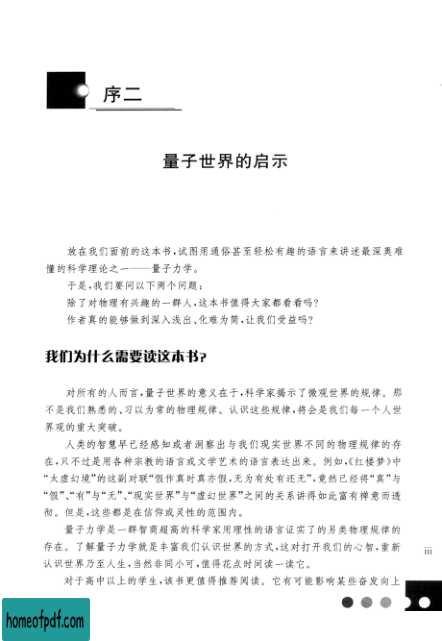 序二
量子世界的启示
放在我们面前的这本书,试图用通俗甚至轻松有趣的语言来讲述最深奥难
懂的科学理论之一——量子力学。
于是,我们要问以下两个问题:
除了对物理有兴趣的一群人,这本书值得大家都看看吗?
作者真的能够做到深入浅出、化难为简,让我们受益吗?
我们为什么需要读这本书?
对所有的人而言,量子世界的意义在于,科学家揭示了微观世界的规律。那
不是我们熟悉的、习以为常的物理规律。认识这些规律,将会是我们每一个人世
界观的重大突破。
人类的智慧早已经感知或者洞察出与我们现实世界不同的物理规律的存
在,只不过是用各种宗教的语言或文学艺术的语言表达出来。例如,《红楼梦》中
“太虚幻境”的这副对联“假作真时真亦假,无为有处有还无”,竟然已经将“真”与
“假”、“有”与“无”、“现实世界”与“虚幻世界”之间的关系讲得如此富有禅意而透
彻。但是,这些都是在信仰或灵性的范围内。
量子力学是一群智商超高的科学家用理性的语言证实了的另类物理规律的
存在。了解量子力学就是丰富我们认识世界的方式,这对打开我们的心智,重新
认识世界乃至人生,当然非同小可,值得花点时间读一读它。
对于高中以上的学生,该书更值得推荐阅读。它有可能影响某些奋发向上
iii
homeofpdf.com